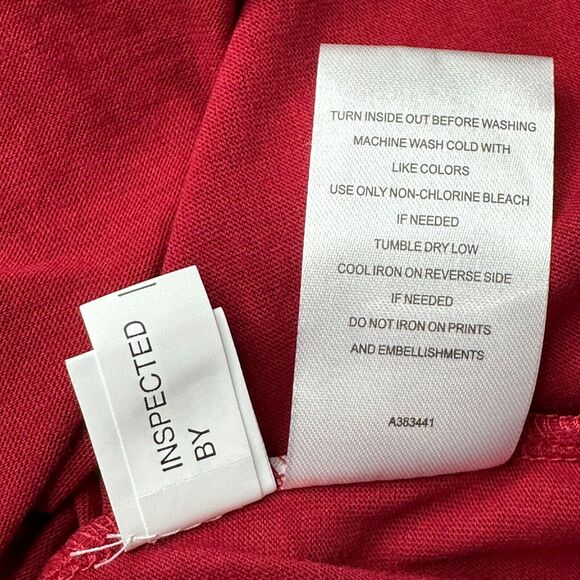 TURN INSIDE OUT BEFORE WASHING
MACHINE WASH COLD WITH
LIKE COLORS
USE ONLY NON-CHLORINE BLEACH
IF NEEDED
TUMBLE DRY LOW
COOL IRON ON REVERSE SIDE
IF NEEDED
DO NOT IRON ON PRINTS
AND EMBELLISHMENTS
A383441
INSPECTED
BY